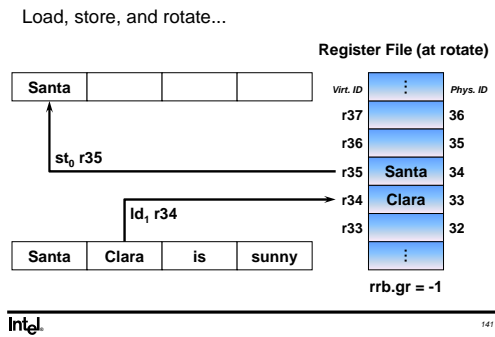 Load, store, and rotate...
Register File (at rotate)
Santa
Virt. ID
⋮
Phys. ID
r37
36
r36
35
st₀ r35
r35
Santa
34
r34
Clara
33
ld₁ r34
r33
32
Santa
Clara
is
sunny
⋮
rrb.gr = -1
Intel®
141